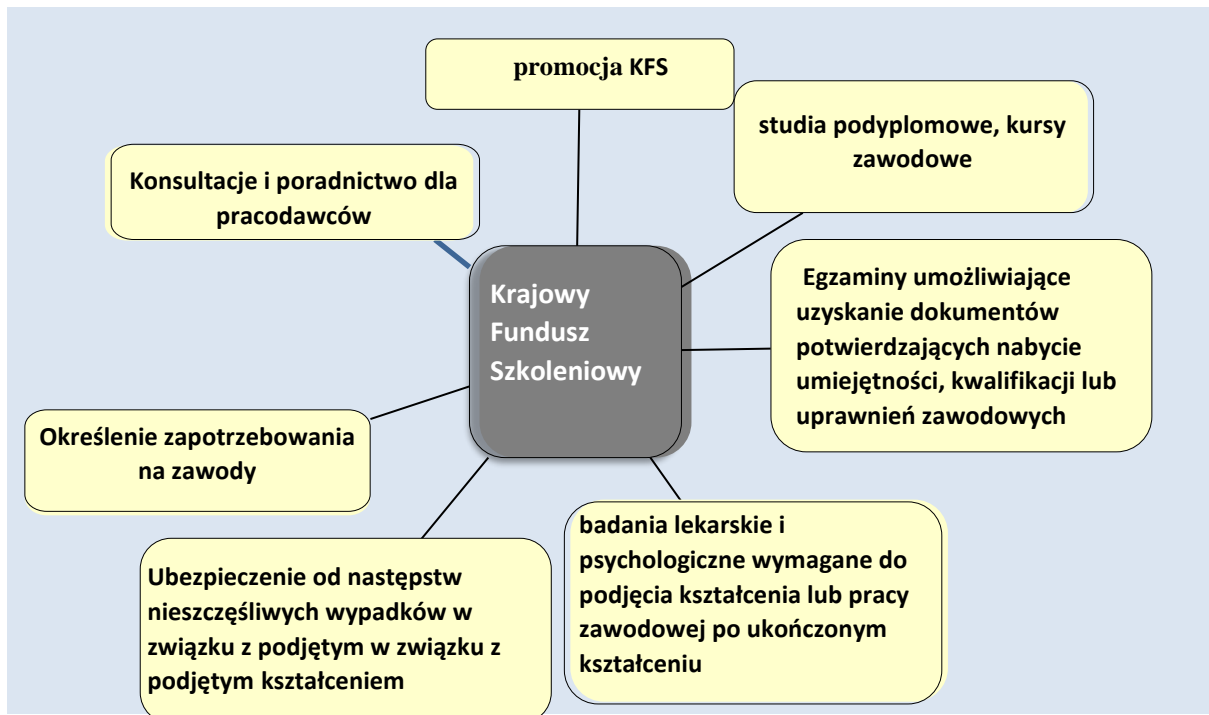 promocja KFS
studia podyplomowe, kursy
zawodowe
Konsultacje i poradnictwo dla
pracodawców
Krajowy
Fundusz
Szkoleniowy
Egzaminy umożliwiające
uzyskanie dokumentów
potwierdzających nabycie
umiejętności, kwalifikacji lub
uprawnień zawodowych
Określenie zapotrzebowania
na zawody
badania lekarskie i
psychologiczne wymagane do
podjęcia kształcenia lub pracy
zawodowej po ukończonym
kształceniu
Ubezpieczenie od następstw
nieszczęśliwych wypadków w
związku z podjętym w związku z
podjętym kształceniem